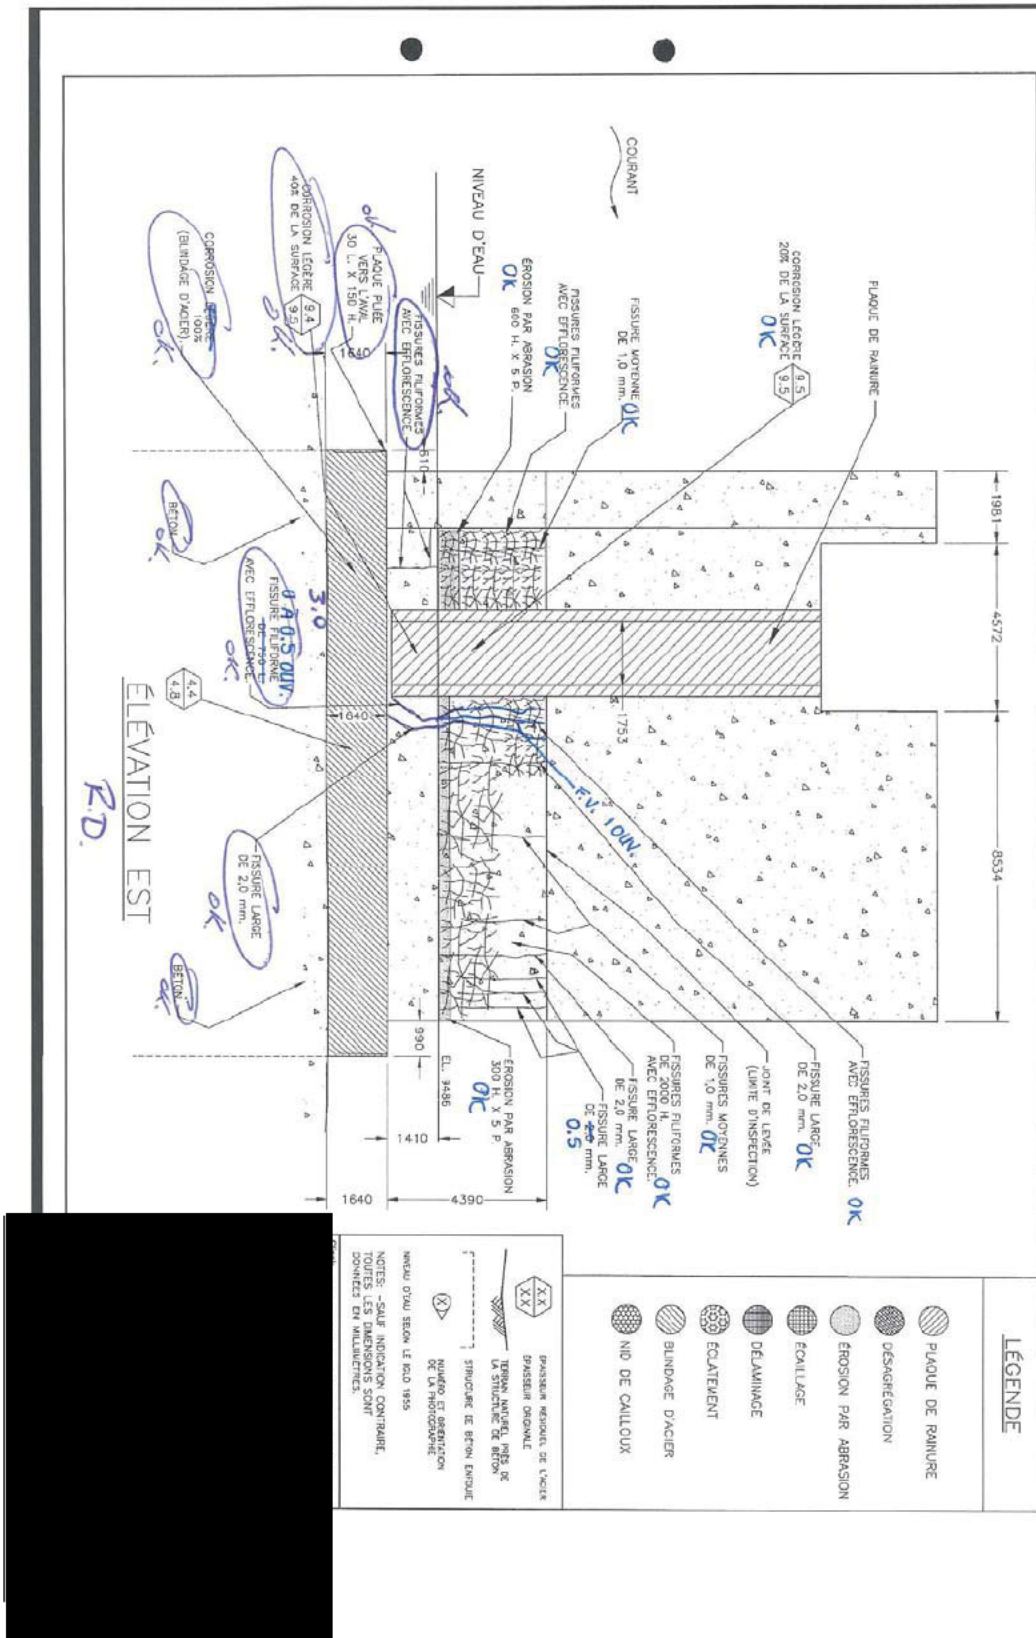 COURANT
NIVEAU D'EAU
PLAQUE DE RAINURE
CORROSION LÉGÈRE
20% DE LA SURFACE
9.5
9.5
OK
FISSURE MOYENNE
DE 1,0 mm.
OK
FISSURES FILIFORMES
AVEC EFFLORESCENCE.
OK
ÉROSION PAR ABRASION
600 H. X 5 P.
OK
FISSURES FILIFORMES
AVEC EFFLORESCENCE
OK
PLAQUE PLIÉE
VERS L'AVAL
30 L. X 150 H.
OK
CORROSION LÉGÈRE
40% DE LA SURFACE
9.4
9.5
OK.
CORROSION LÉGÈRE
100%
(BLINDAGE D'ACIER)
OK.
BÉTON
OK.
0 À 0.5 OUV.
FISSURE FILIFORME
DE 750 L.
AVEC EFFLORESCENCE
OK.
3.0
4.4
4.8
FISSURE LARGE
DE 2,0 mm.
OK
BÉTON
OK.
1981
4572
8534
1753
610
1640
1640
990
1410
1640
4390
EL. 9486
F.V. 1 OUV.
FISSURES FILIFORMES
AVEC EFFLORESCENCE.
OK
FISSURE LARGE
DE 2,0 mm.
OK
JOINT DE LEVÉE
(LIMITE D'INSPECTION)
FISSURES MOYENNES
DE 1,0 mm.
OK
FISSURES FILIFORMES
DE 2000 H.
AVEC EFFLORESCENCE.
OK
FISSURE LARGE
DE 2,0 mm.
OK
FISSURE LARGE
DE 2,0 mm.
0.5
ÉROSION PAR ABRASION
300 H. X 5 P.
OK
ÉLÉVATION EST
R.D.
LÉGENDE
PLAQUE DE RAINURE
DÉSAGRÉGATION
ÉROSION PAR ABRASION
ÉCAILLAGE
DÉLAMINAGE
ÉCLATEMENT
BLINDAGE D'ACIER
NID DE CAILLOUX
X.X
X.X
ÉPAISSEUR RÉSIDUEL DE L'ACIER
ÉPAISSEUR ORIGINALE
TERRAIN NATUREL PRÈS DE
LA STRUCTURE DE BÉTON
STRUCTURE DE BÉTON ENFOUIE
X
NUMÉRO ET ORIENTATION
DE LA PHOTOGRAPHIE
NIVEAU D'EAU SELON LE IGLD 1955
NOTES: -SAUF INDICATION CONTRAIRE,
TOUTES LES DIMENSIONS SONT
DONNÉES EN MILLIMÈTRES.